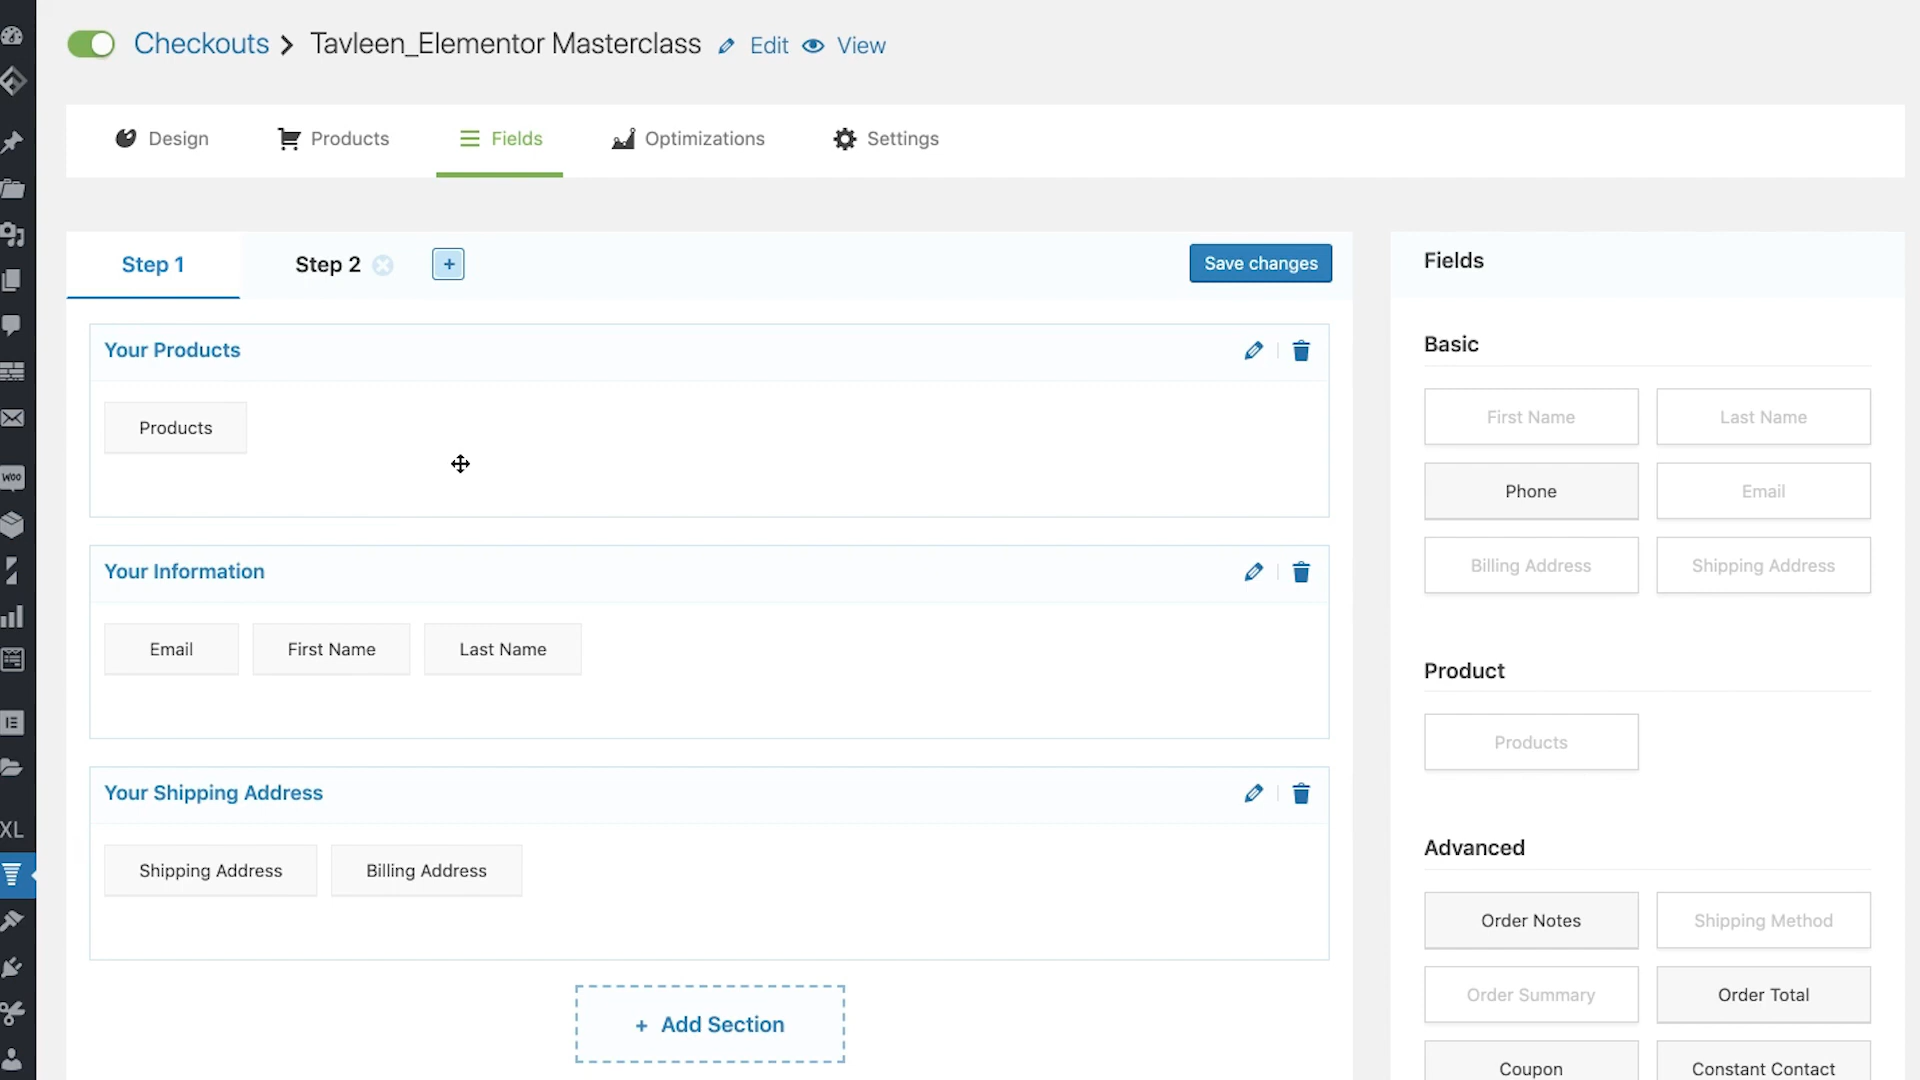 Checkouts > Tavleen_Elementor Masterclass Edit View
Design Products Fields Optimizations Settings
Step 1 Step 2 + Save changes
Your Products
Products
Your Information
Email First Name Last Name
Your Shipping Address
Shipping Address Billing Address
+ Add Section
Fields
Basic
First Name Last Name
Phone Email
Billing Address Shipping Address
Product
Products
Advanced
Order Notes Shipping Method
Order Summary Order Total
Coupon Constant Contact
WOO
XL